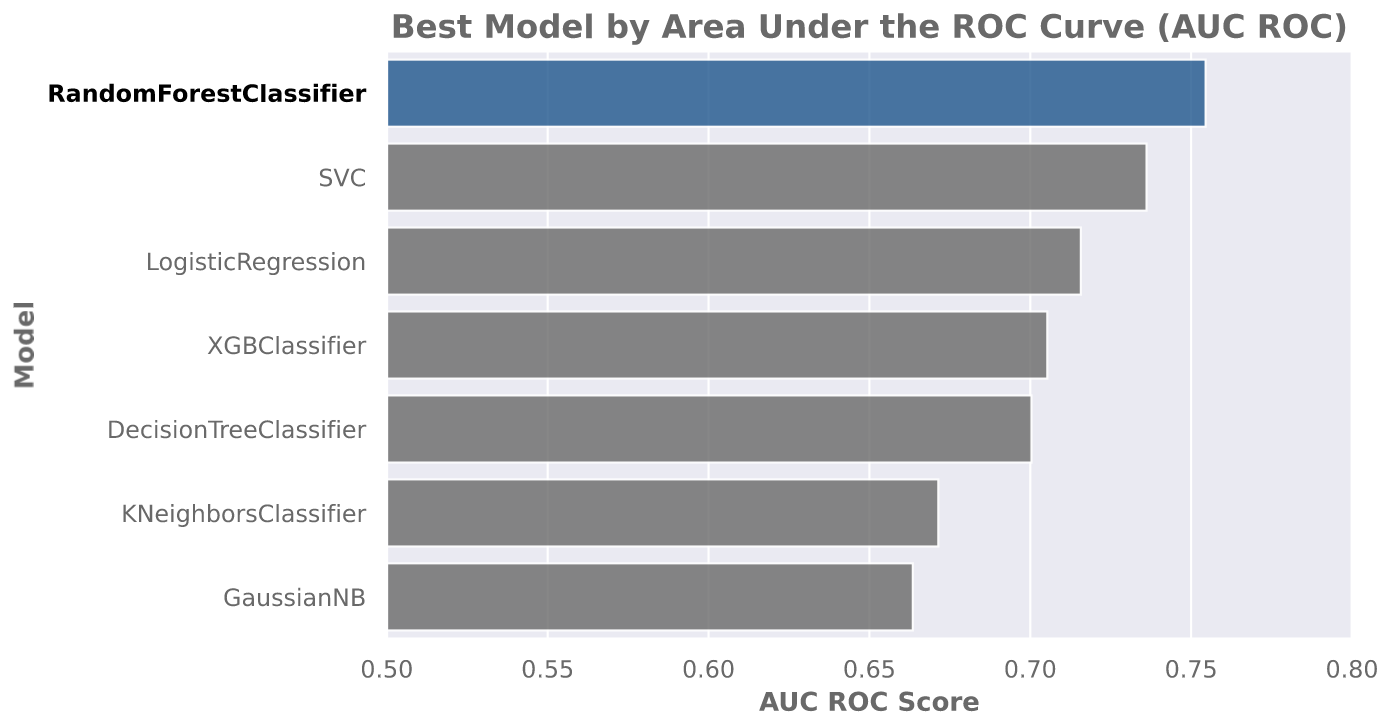 Best Model by Area Under the ROC Curve (AUC ROC)
RandomForestClassifier
SVC
LogisticRegression
XGBClassifier
DecisionTreeClassifier
KNeighborsClassifier
GaussianNB
Model
0.50 0.55 0.60 0.65 0.70 0.75 0.80
AUC ROC Score